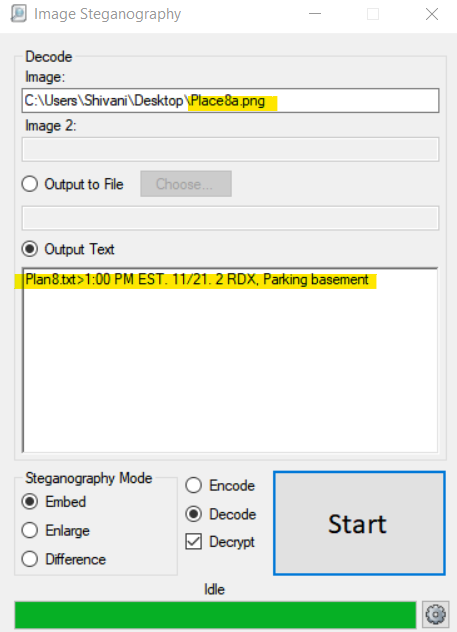 Image Steganography
Decode
Image:
C:\Users\Shivani\Desktop\Place8a.png
Image 2:
Output to File
Choose...
Output Text
Plan8.txt>1:00 PM EST. 11/21. 2 RDX, Parking basement
Steganography Mode
Embed
Enlarge
Difference
Encode
Decode
Decrypt
Start
Idle